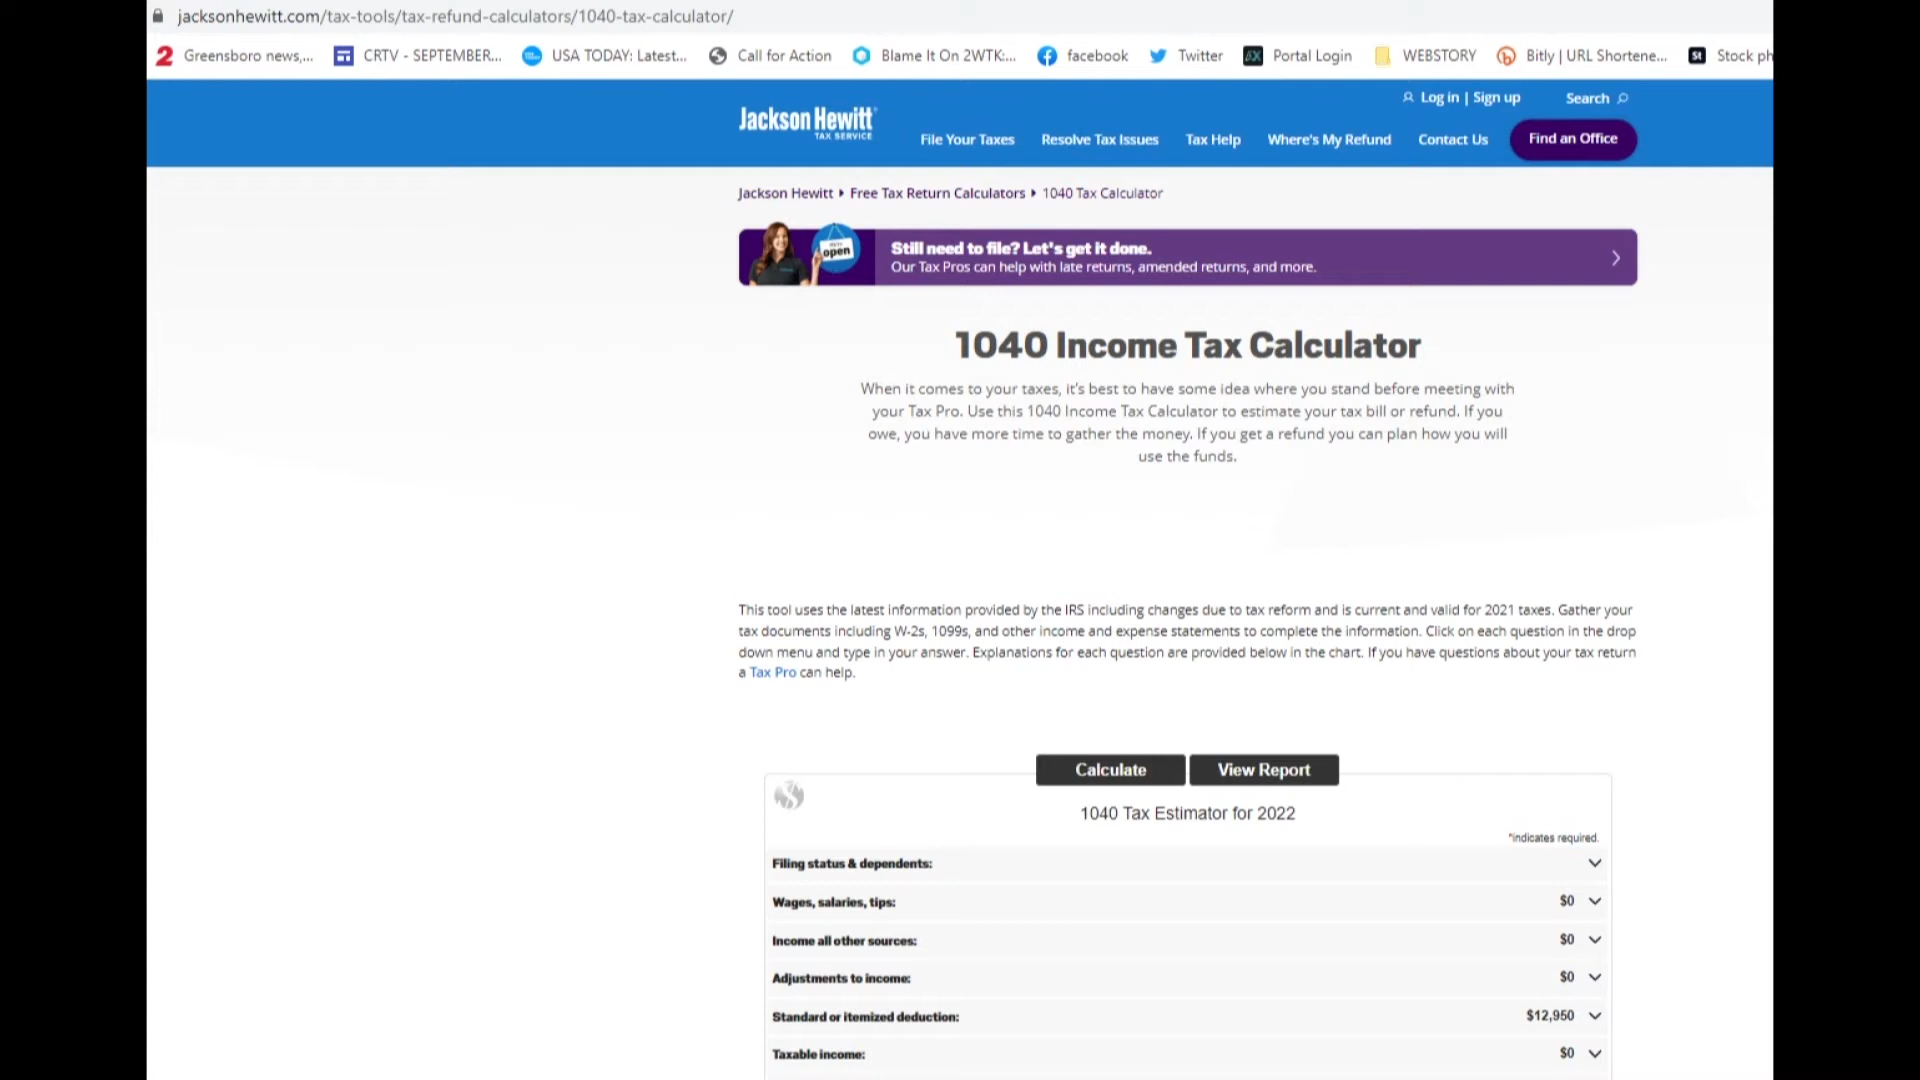 jacksonhewitt.com/tax-tools/tax-refund-calculators/1040-tax-calculator/
2 Greensboro news,... CRTV - SEPTEMBER... USA TODAY: Latest... Call for Action Blame It On 2WTK:... facebook Twitter Portal Login WEBSTORY Bitly | URL Shortene... St Stock ph
Log in | Sign up Search
Jackson Hewitt
TAX SERVICE
File Your Taxes Resolve Tax Issues Tax Help Where's My Refund Contact Us Find an Office
Jackson Hewitt Free Tax Return Calculators 1040 Tax Calculator
open
Still need to file? Let's get it done.
Our Tax Pros can help with late returns, amended returns, and more.
1040 Income Tax Calculator
When it comes to your taxes, it's best to have some idea where you stand before meeting with
your Tax Pro. Use this 1040 Income Tax Calculator to estimate your tax bill or refund. If you
owe, you have more time to gather the money. If you get a refund you can plan how you will
use the funds.
This tool uses the latest information provided by the IRS including changes due to tax reform and is current and valid for 2021 taxes. Gather your
tax documents including W-2s, 1099s, and other income and expense statements to complete the information. Click on each question in the drop
down menu and type in your answer. Explanations for each question are provided below in the chart. If you have questions about your tax return
a Tax Pro can help.
Calculate View Report
1040 Tax Estimator for 2022
*indicates required.
Filing status & dependents:
Wages, salaries, tips: $0
Income all other sources: $0
Adjustments to income: $0
Standard or itemized deduction: $12,950
Taxable income: $0